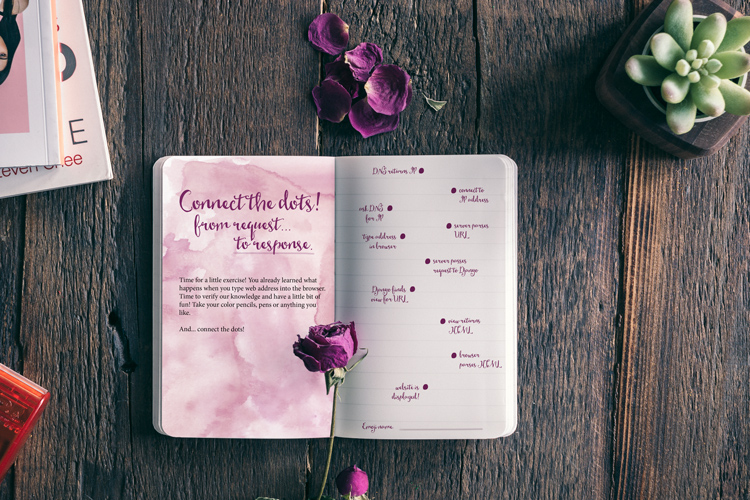 E
even Shee
Connect the dots!
from request...
to response.
Time for a little exercise! You already learned what
happens when you type web address into the browser.
Time to verify our knowledge and have a little bit of
fun! Take your color pencils, pens or anything you
like.
And... connect the dots!
DNS returns IP
connect to
IP address
ask DNS
for IP
server parses
URL
type address
in browser
server passes
request to Django
Django finds
view for URL
view returns
HTML
browser
parses HTML
website is
displayed!